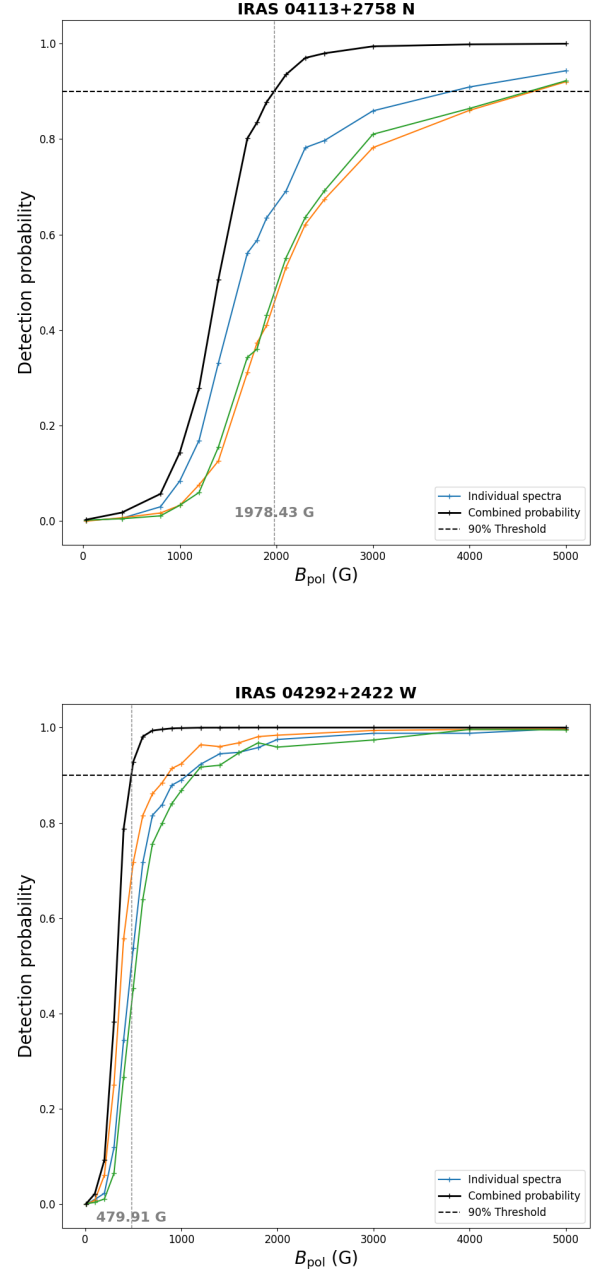 IRAS 04113+2758 N
1.0
0.8
0.6
0.4
0.2
0.0
Detection probability
1978.43 G
Individual spectra
Combined probability
90% Threshold
0 1000 2000 3000 4000 5000
Bpol (G)
IRAS 04292+2422 W
1.0
0.8
0.6
0.4
0.2
0.0
Detection probability
479.91 G
Individual spectra
Combined probability
90% Threshold
0 1000 2000 3000 4000 5000
Bpol (G)